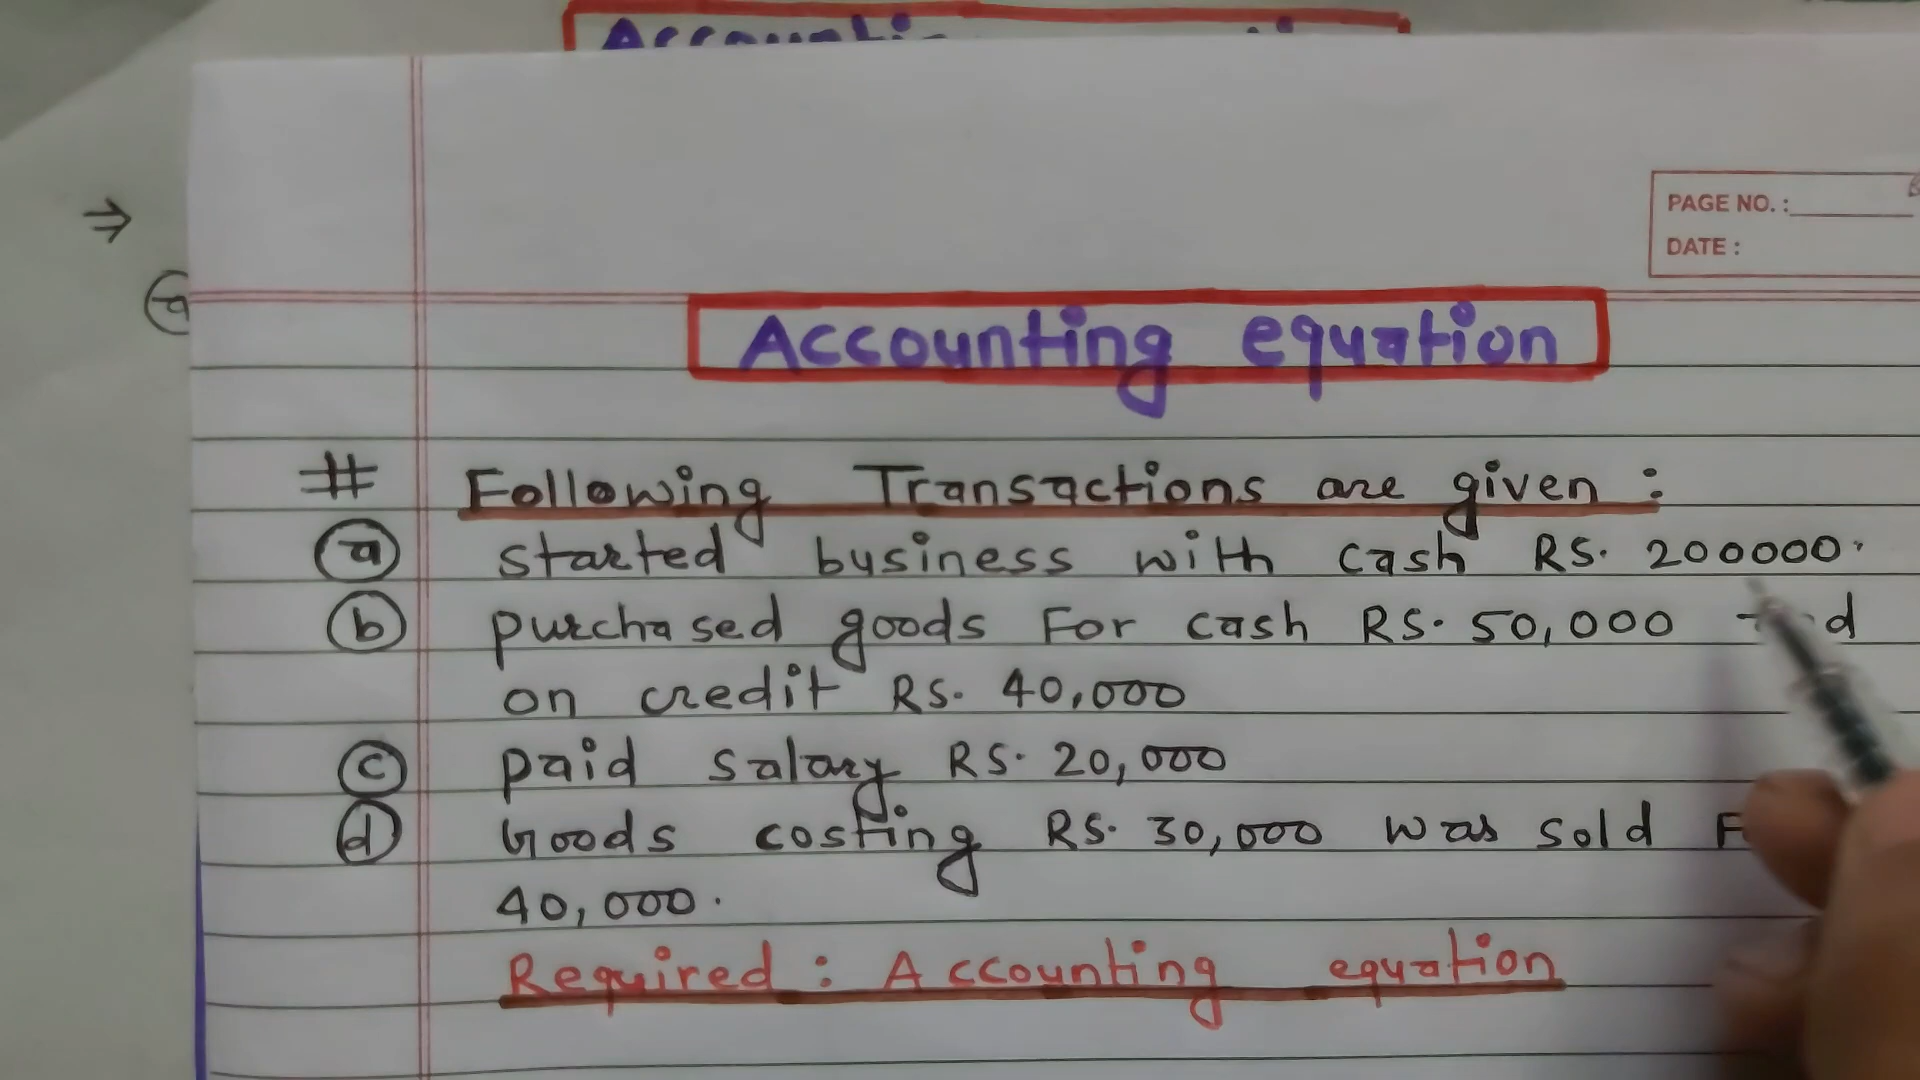 PAGE NO. :
DATE :
Accounting equation
# Following Transactions are given :
(a) started business with cash RS. 200000.
(b) purchased goods For cash RS. 50,000
on credit RS. 40,000
(c) paid salary RS. 20,000
(d) Goods costing RS. 30,000 was sold
40,000.
Required : Accounting equation